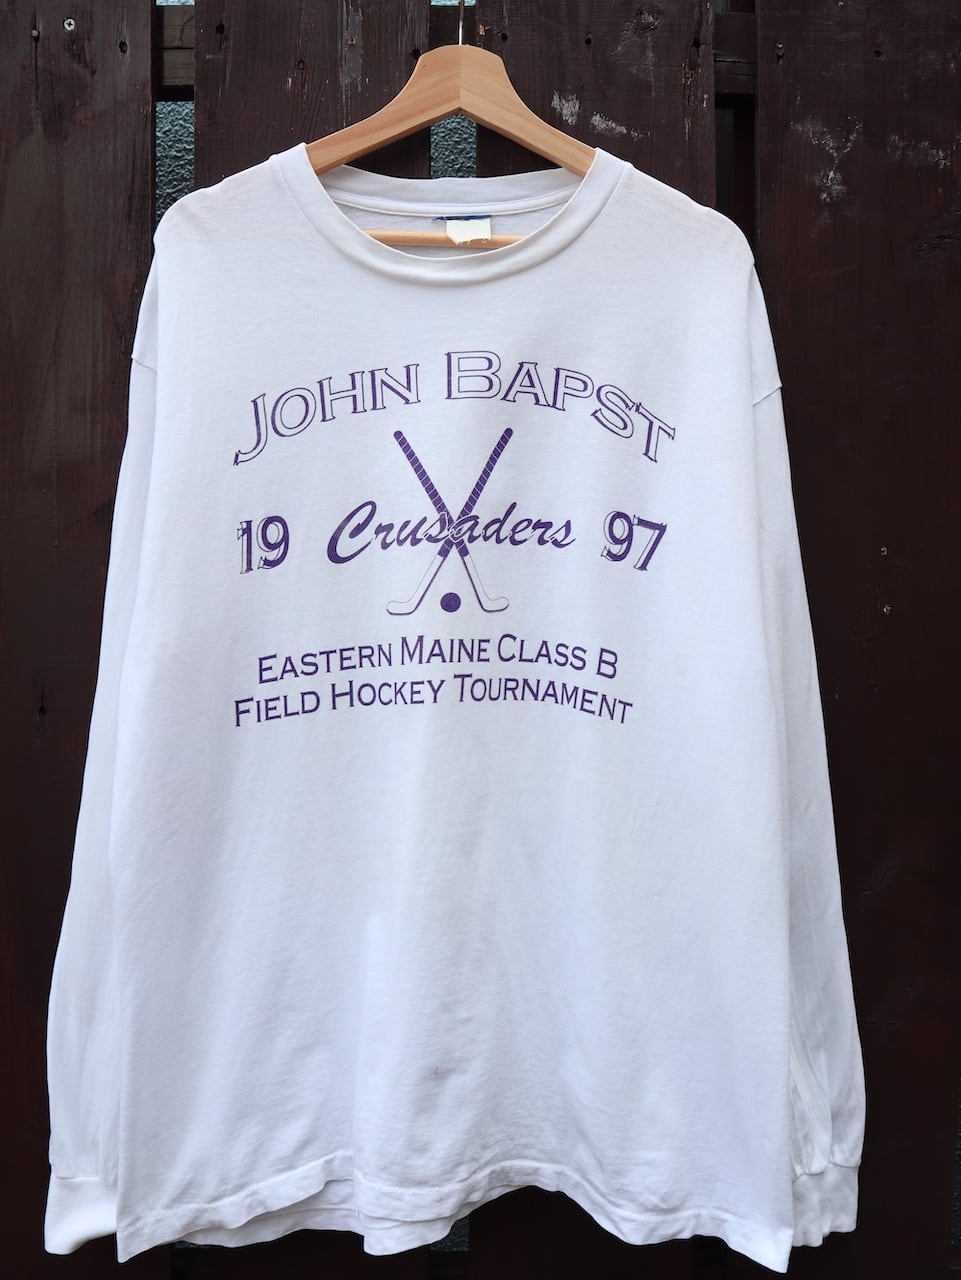 JOHN BAPST
19 Crusaders 97
EASTERN MAINE CLASS B
FIELD HOCKEY TOURNAMENT